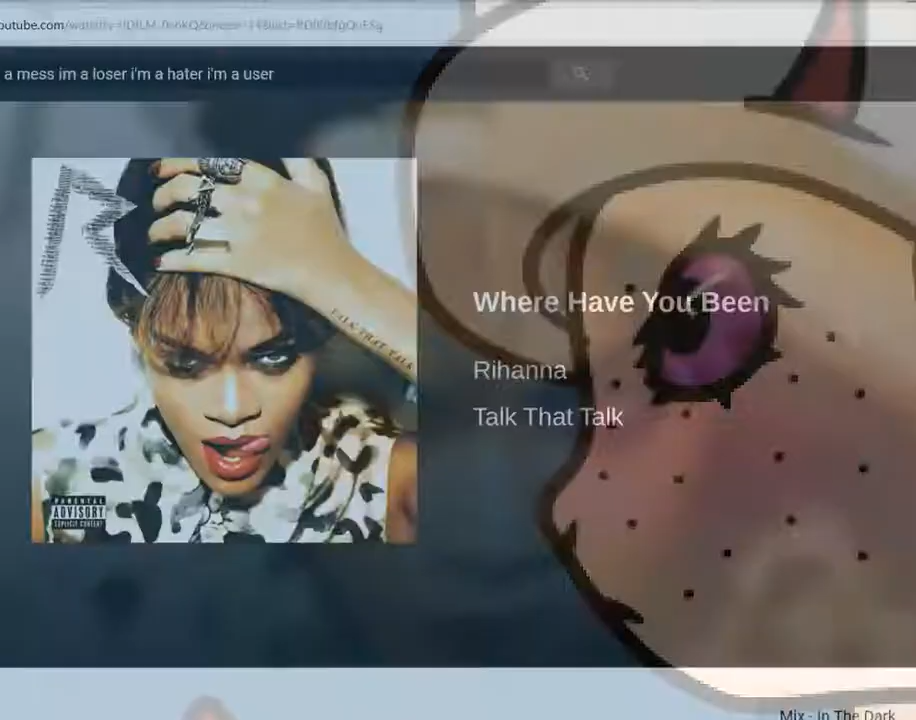 outube.com/
a mess im a loser i'm a hater i'm a user
Where Have You Been
Rihanna
Talk That Talk
TALK THAT TALK
PARENTAL
ADVISORY
EXPLICIT CONTENT
Mix - In The Dark